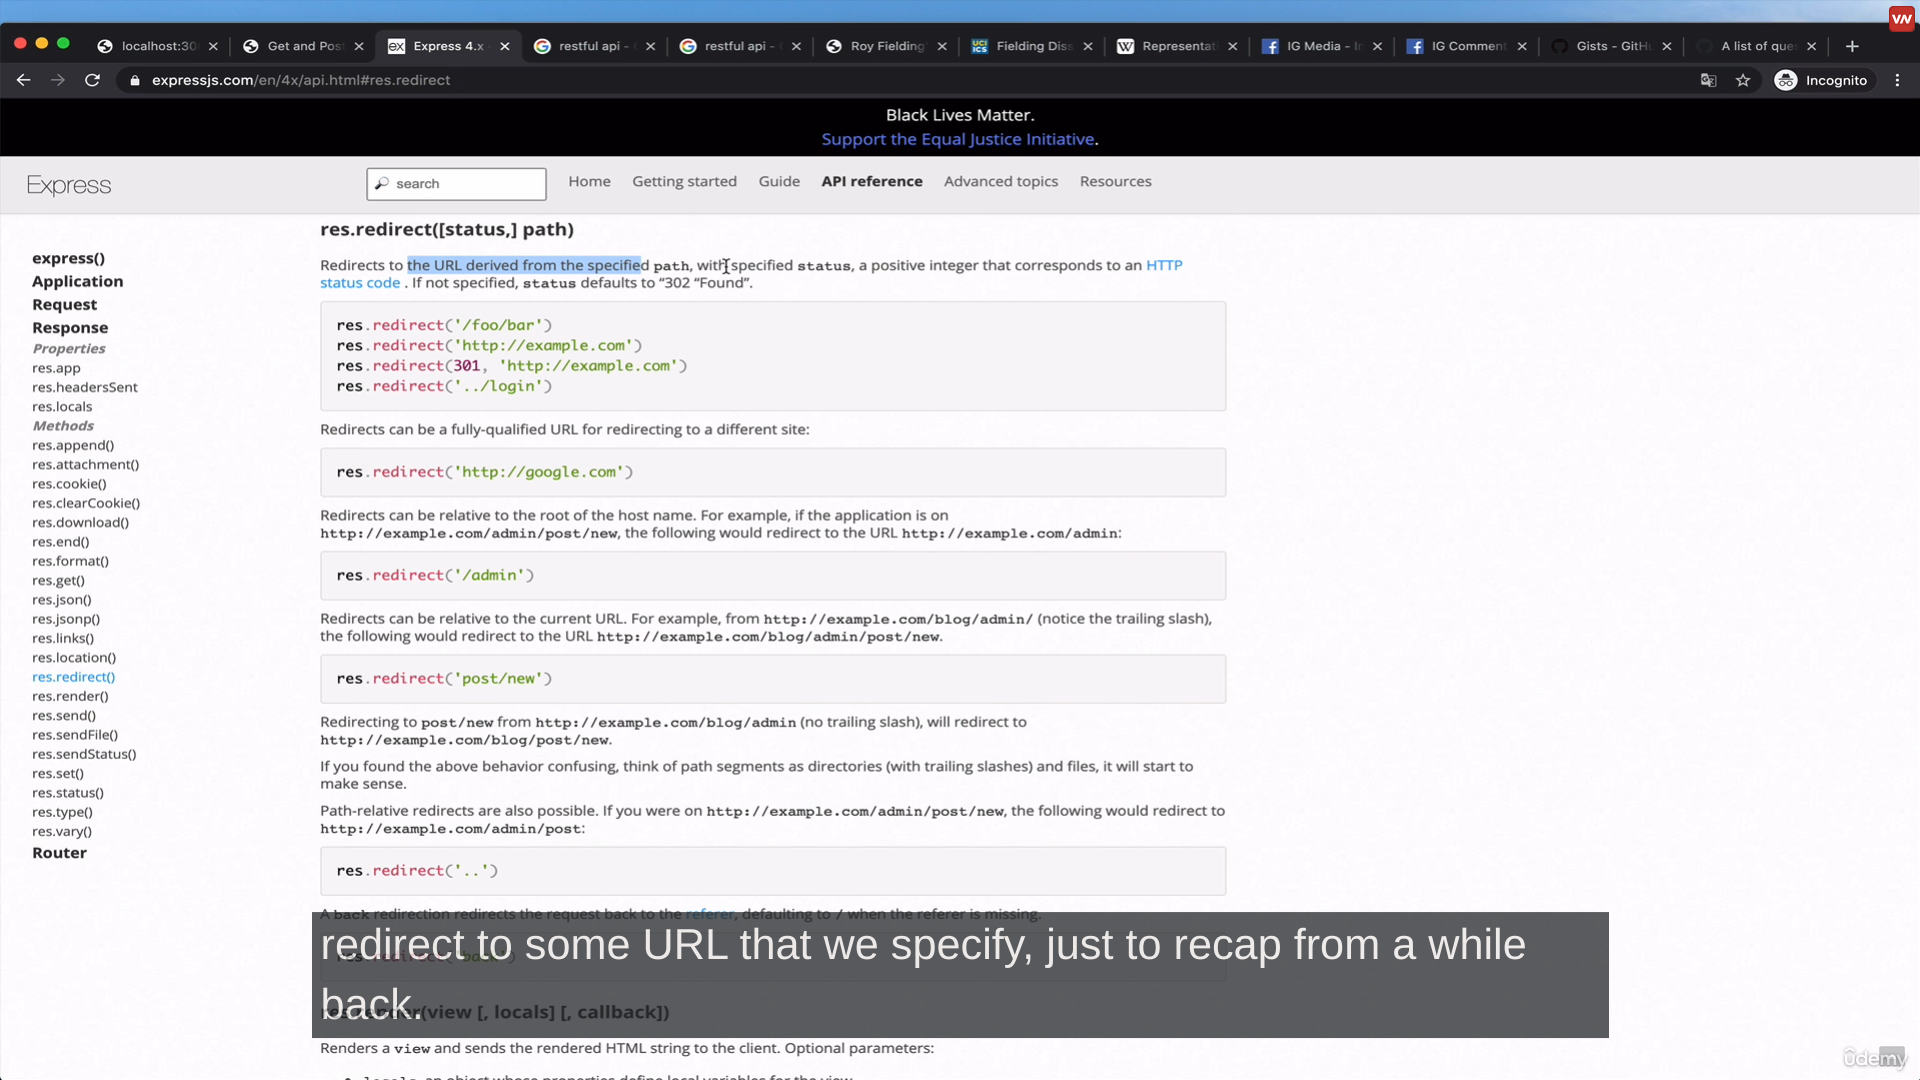 VN
localhost:30
Get and Pos
Express 4.x
restful api -
restful api -
Roy Fielding
Fielding Diss
Representat
IG Media - In
IG Comment
Gists - GitHu
A list of que
expressjs.com/en/4x/api.html#res.redirect
Incognito
Black Lives Matter.
Support the Equal Justice Initiative.
Express
search
Home
Getting started
Guide
API reference
Advanced topics
Resources
express()
Application
Request
Response
Properties
res.app
res.headersSent
res.locals
Methods
res.append()
res.attachment()
res.cookie()
res.clearCookie()
res.download()
res.end()
res.format()
res.get()
res.json()
res.jsonp()
res.links()
res.location()
res.redirect()
res.render()
res.send()
res.sendFile()
res.sendStatus()
res.set()
res.status()
res.type()
res.vary()
Router
res.redirect([status,] path)
Redirects to the URL derived from the specified path, with specified status, a positive integer that corresponds to an HTTP
status code . If not specified, status defaults to “302 “Found”.
res.redirect('/foo/bar')
res.redirect('http://example.com')
res.redirect(301, 'http://example.com')
res.redirect('../login')
Redirects can be a fully-qualified URL for redirecting to a different site:
res.redirect('http://google.com')
Redirects can be relative to the root of the host name. For example, if the application is on
http://example.com/admin/post/new, the following would redirect to the URL http://example.com/admin:
res.redirect('/admin')
Redirects can be relative to the current URL. For example, from http://example.com/blog/admin/ (notice the trailing slash),
the following would redirect to the URL http://example.com/blog/admin/post/new.
res.redirect('post/new')
Redirecting to post/new from http://example.com/blog/admin (no trailing slash), will redirect to
http://example.com/blog/post/new.
If you found the above behavior confusing, think of path segments as directories (with trailing slashes) and files, it will start to
make sense.
Path-relative redirects are also possible. If you were on http://example.com/admin/post/new, the following would redirect to
http://example.com/admin/post:
res.redirect('..')
A back redirection redirects the request back to the referer, defaulting to / when the referer is missing.
redirect to some URL that we specify, just to recap from a while
back.
(view [, locals] [, callback])
Renders a view and sends the rendered HTML string to the client. Optional parameters:
locals, an object whose properties define local variables for the view.
ûdemy